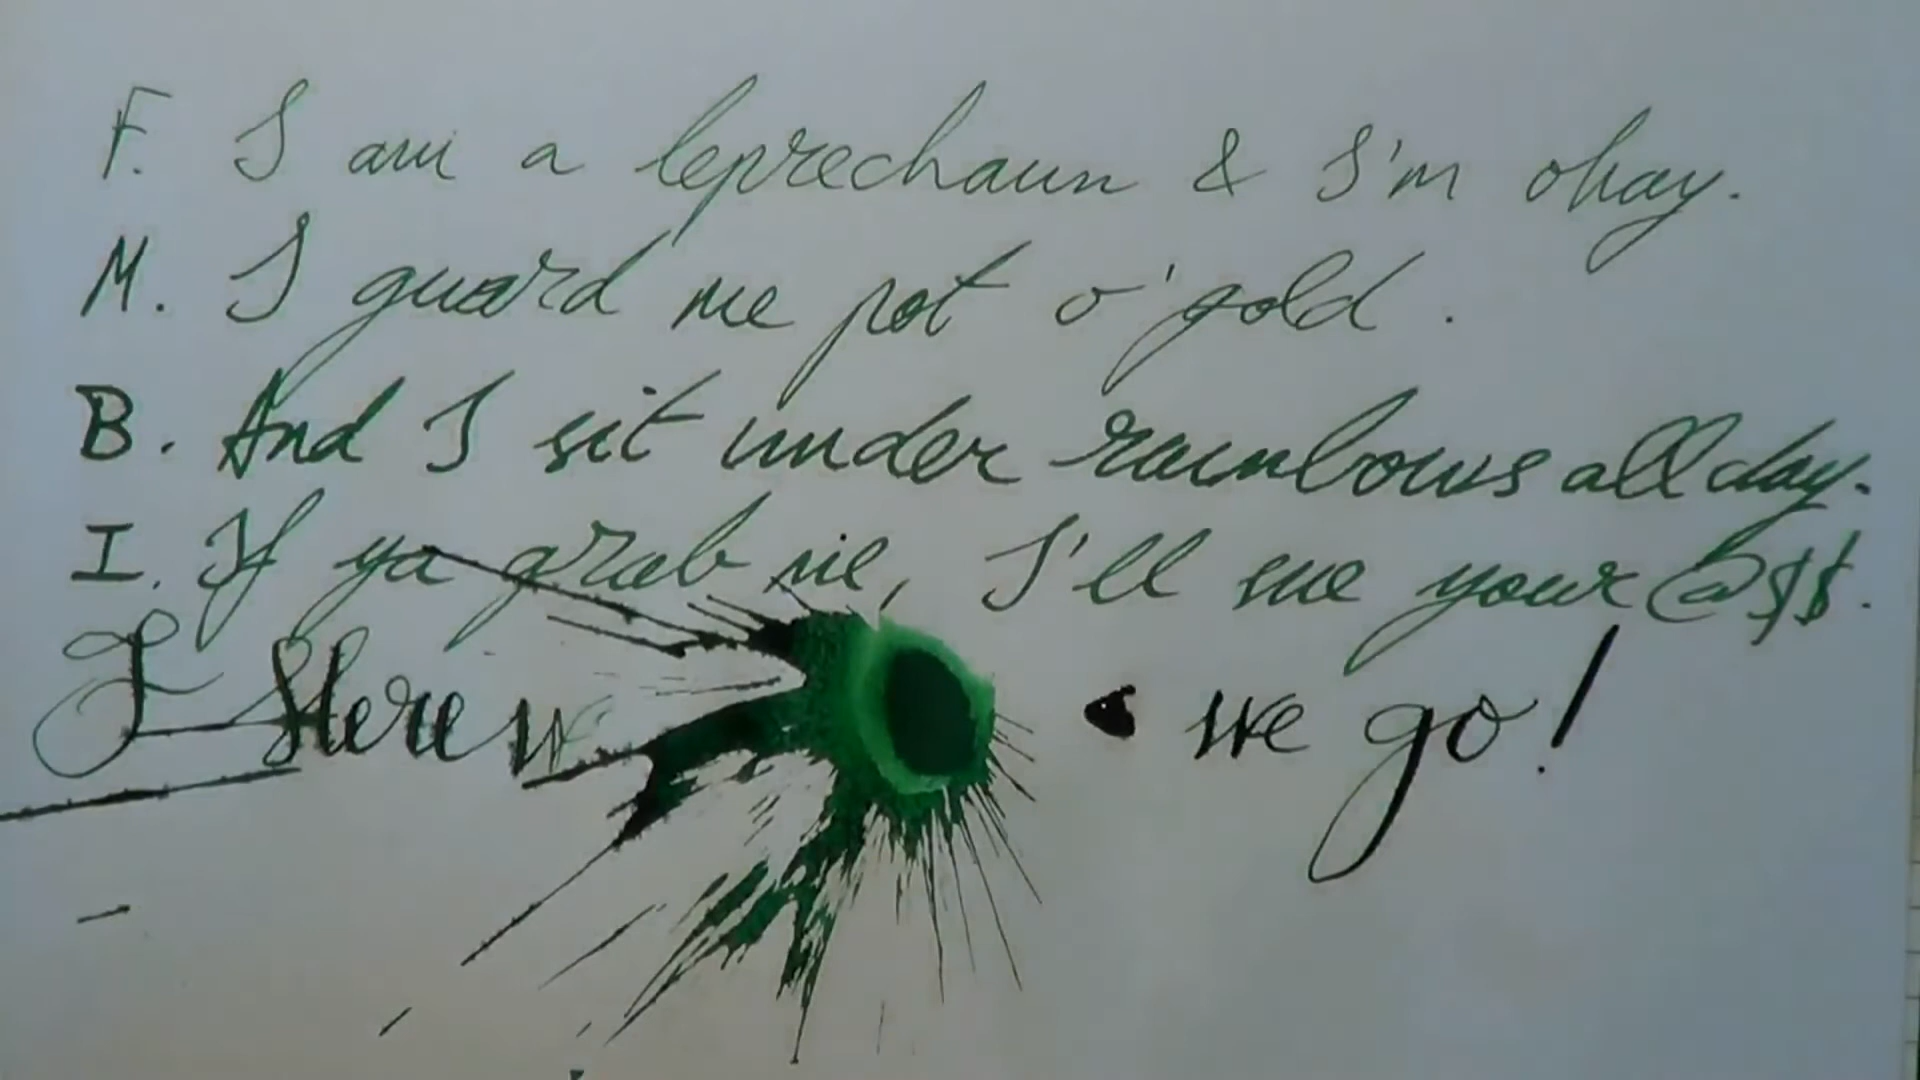 F. I am a leprechaun & I'm okay.
M. I guard me pot o' gold.
B. And I sit under rainbows all day.
I. If ya grab me, I'll sue your @$$.
we go!